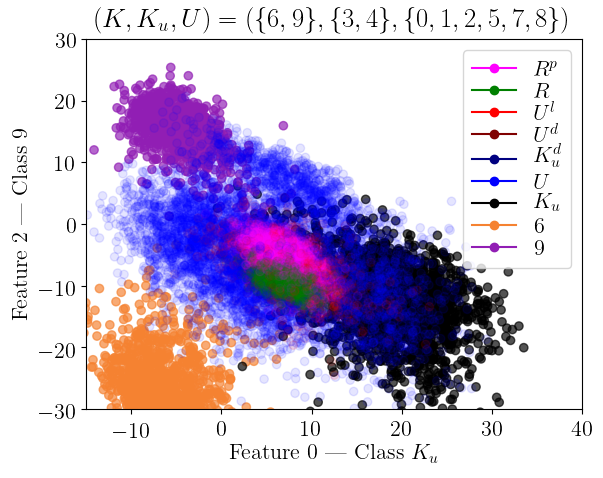 (K, K_u, U) = ({6, 9}, {3, 4}, {0, 1, 2, 5, 7, 8})
30
20
10
0
−10
−20
−30
Feature 2 — Class 9
R^p
R
U^l
U^d
K_u^d
U
K_u
6
9
−10
0
10
20
30
40
Feature 0 — Class K_u